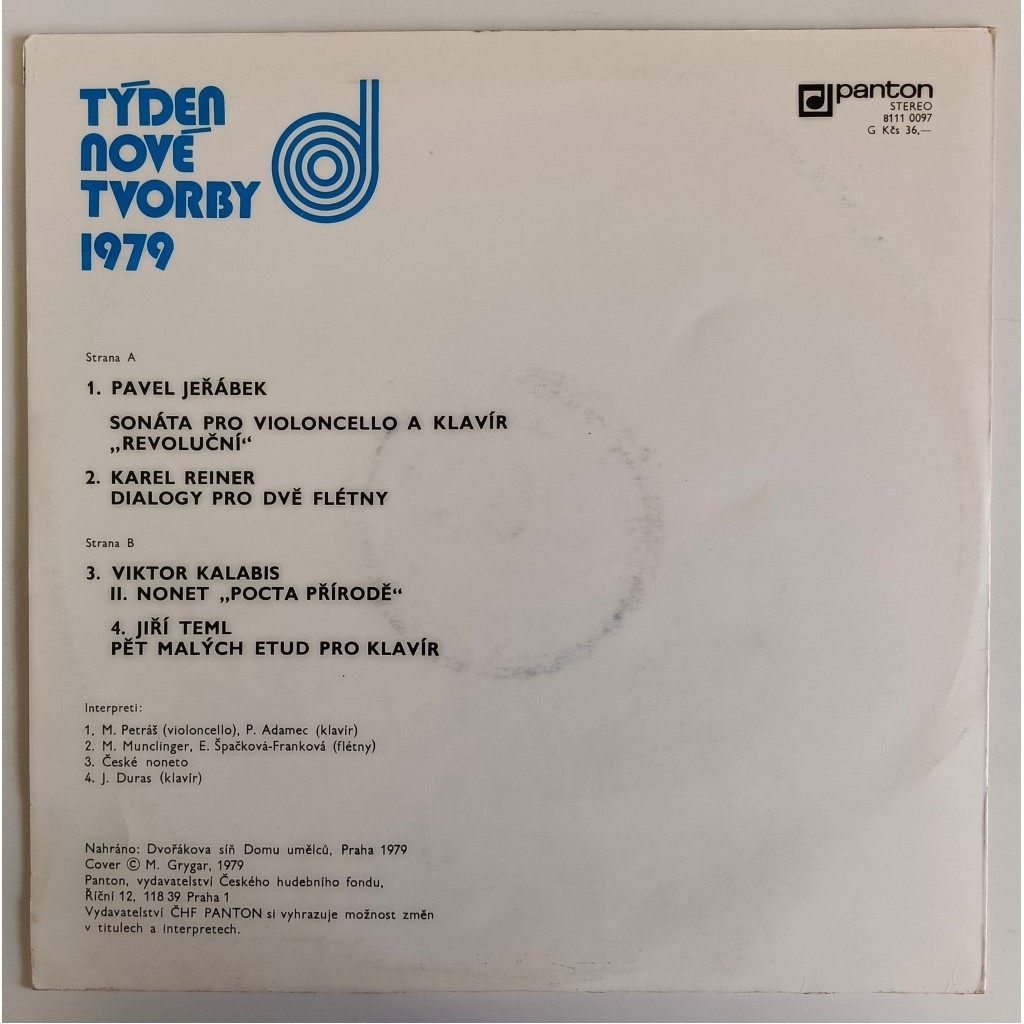 TÝDEN
NOVÉ
TVORBY
1979
panton
STEREO
8111 0097
G Kčs 36,—
Strana A
1. PAVEL JEŘÁBEK
SONÁTA PRO VIOLONCELLO A KLAVÍR
„REVOLUČNÍ“
2. KAREL REINER
DIALOGY PRO DVĚ FLÉTNY
Strana B
3. VIKTOR KALABIS
II. NONET „POCTA PŘÍRODĚ“
4. JIŘÍ TEML
PĚT MALÝCH ETUD PRO KLAVÍR
Interpreti:
1, M. Petráš (violoncello), P. Adamec (klavír)
2. M. Munclinger, E. Špačková-Franková (flétny)
3. České noneto
4. J. Duras (klavír)
Nahráno: Dvořákova síň Domu umělců, Praha 1979
Cover © M. Grygar, 1979
Panton, vydavatelství Českého hudebního fondu,
Říční 12, 118 39 Praha 1
Vydavatelství ČHF PANTON si vyhrazuje možnost změn
v titulech a interpretech.